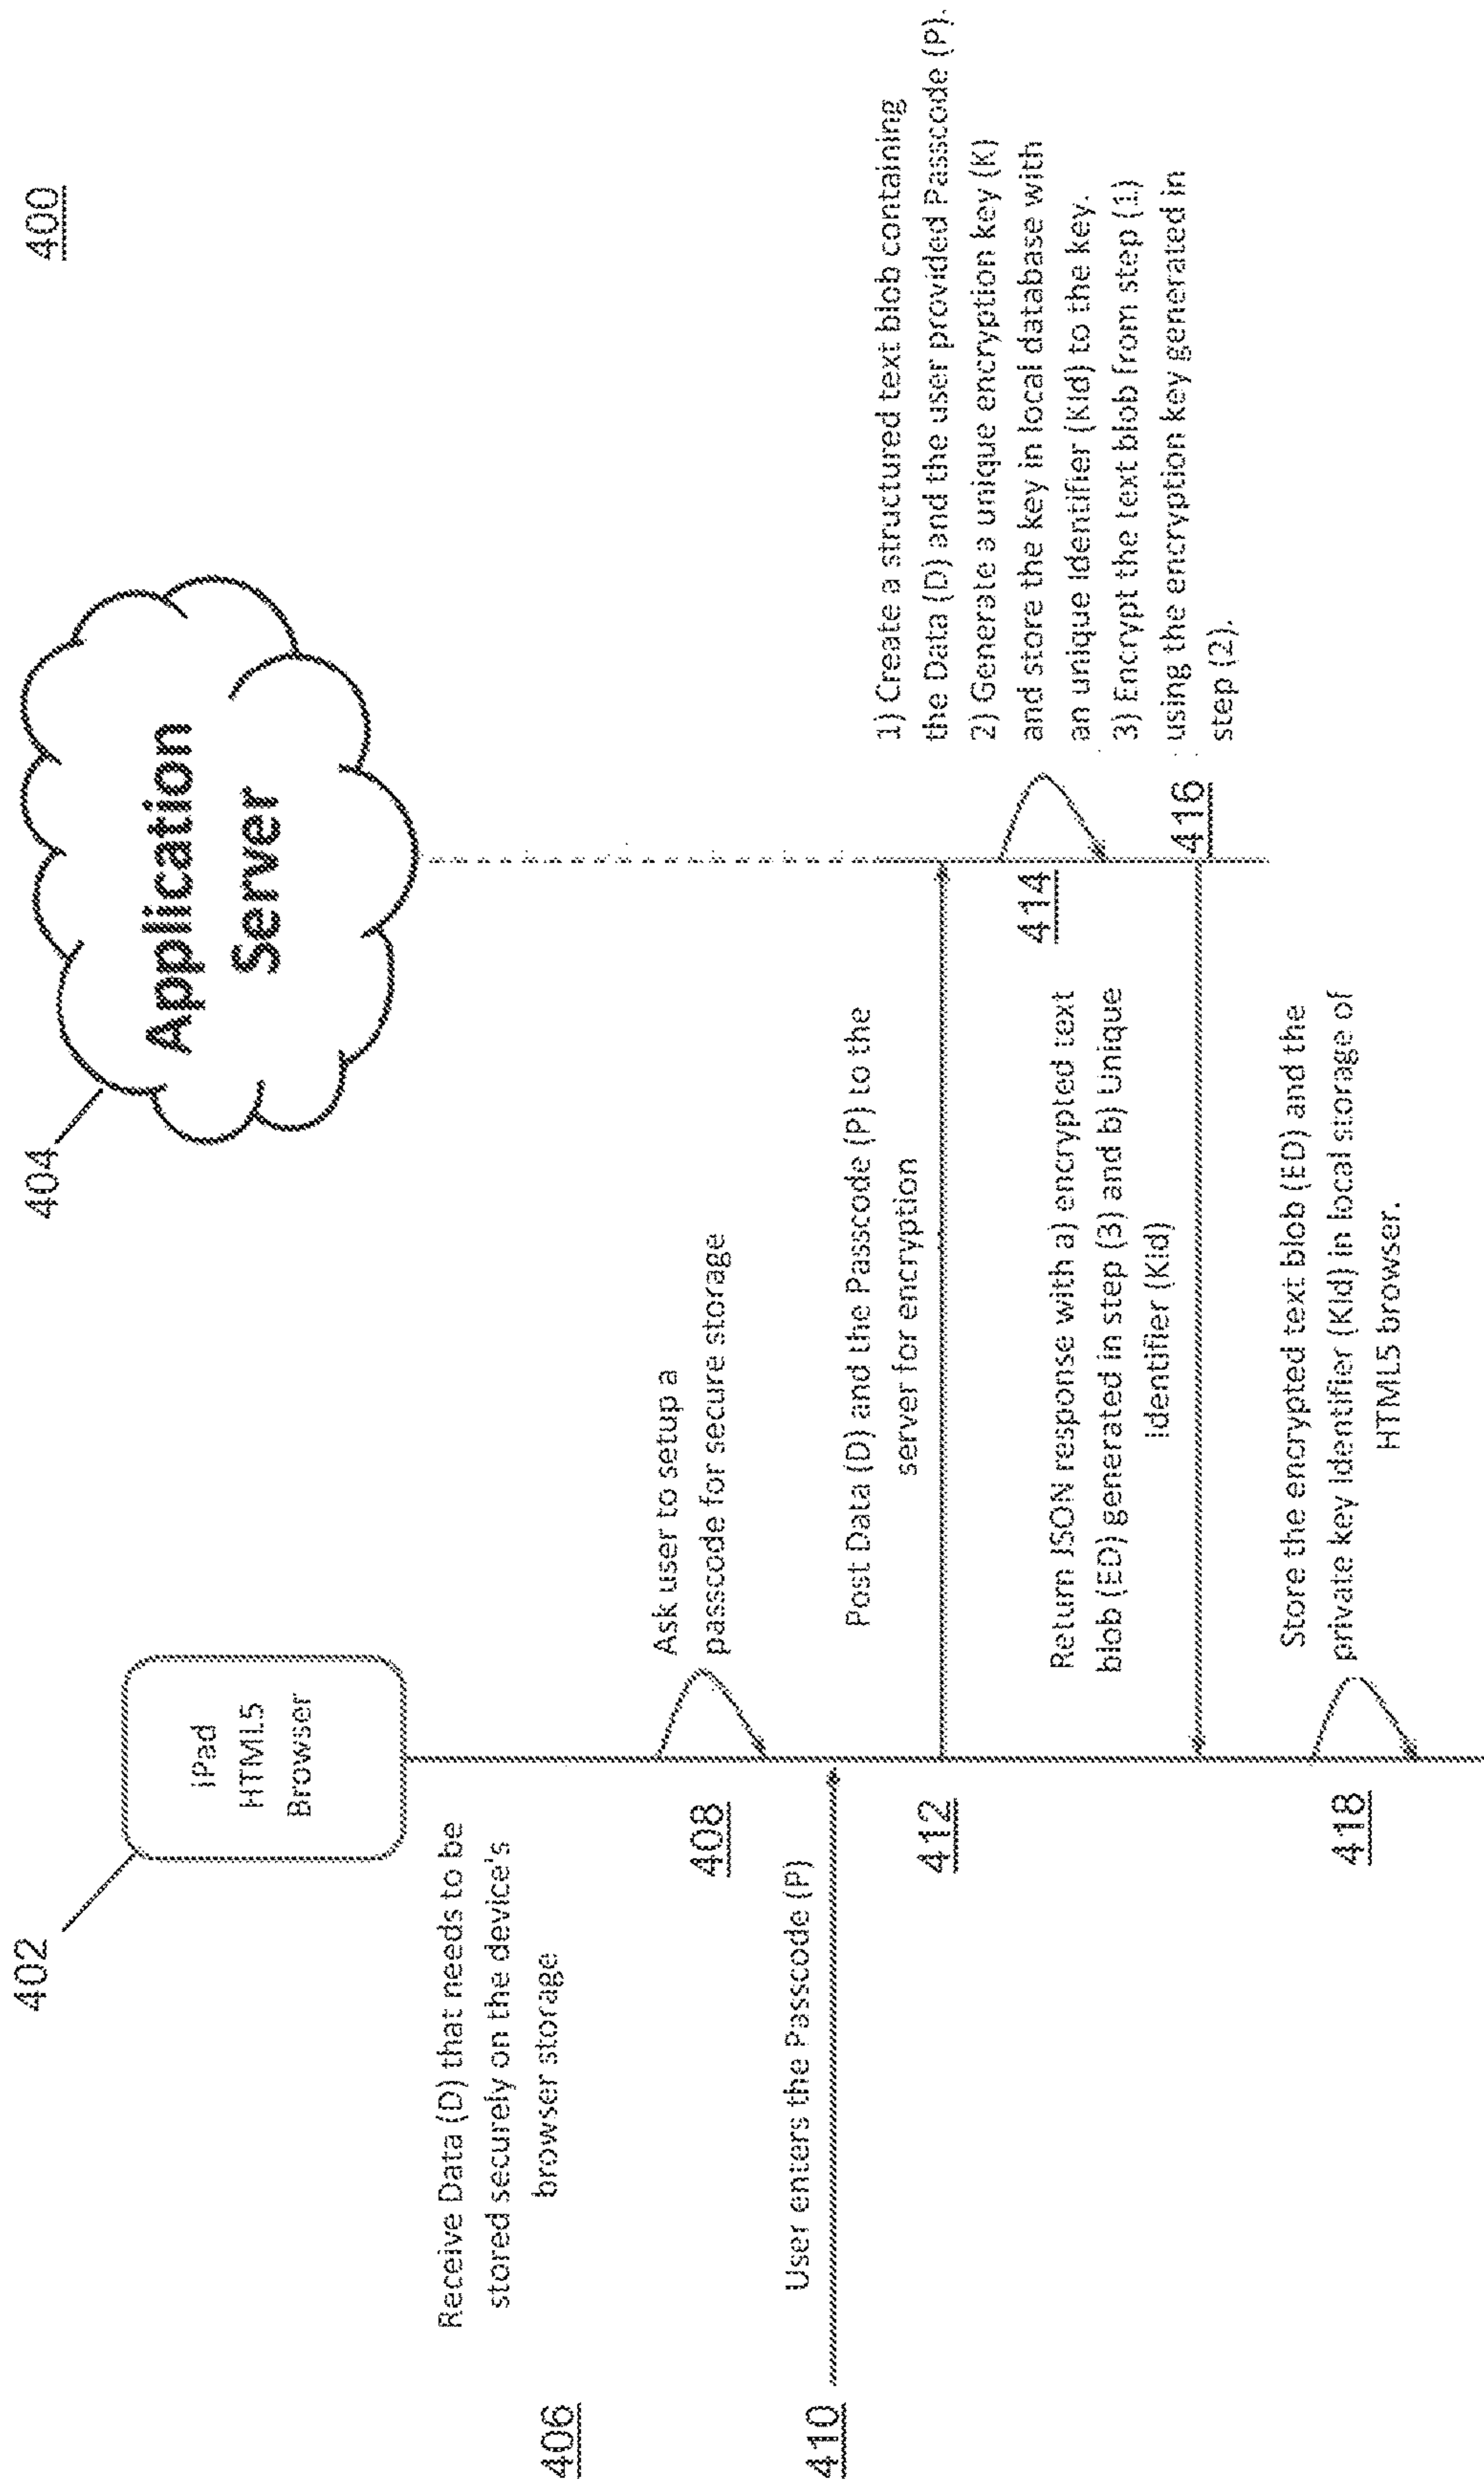 400
402
iPad
HTML5
Browser
404
Application
Server
Receive Data (D) that needs to be
stored securely on the device's
browser storage
406
Ask user to setup a
passcode for secure storage
408
User enters the Passcode (P)
410
Post Data (D) and the Passcode (P) to the
server for encryption
412
1) Create a structured text blob containing
the Data (D) and the user provided Passcode (P).
2) Generate a unique encryption key (K)
and store the key in local database with
an unique Identifier (KId) to the key.
3) Encrypt the text blob from step (1)
using the encryption key generated in
step (2).
414
Return JSON response with a) encrypted text
blob (ED) generated in step (3) and b) Unique
Identifier (KId)
416
Store the encrypted text blob (ED) and the
private key Identifier (KId) in local storage of
HTML5 browser.
418